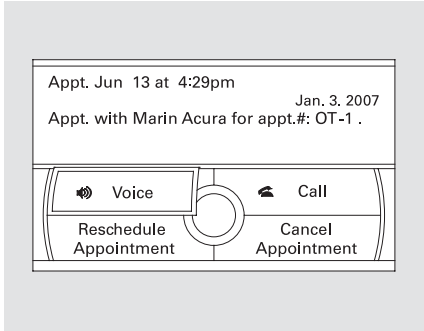 Appt. Jun 13 at 4:29pm
Jan. 3. 2007
Appt. with Marin Acura for appt.#: OT-1 .
Voice
Call
Reschedule
Appointment
Cancel
Appointment